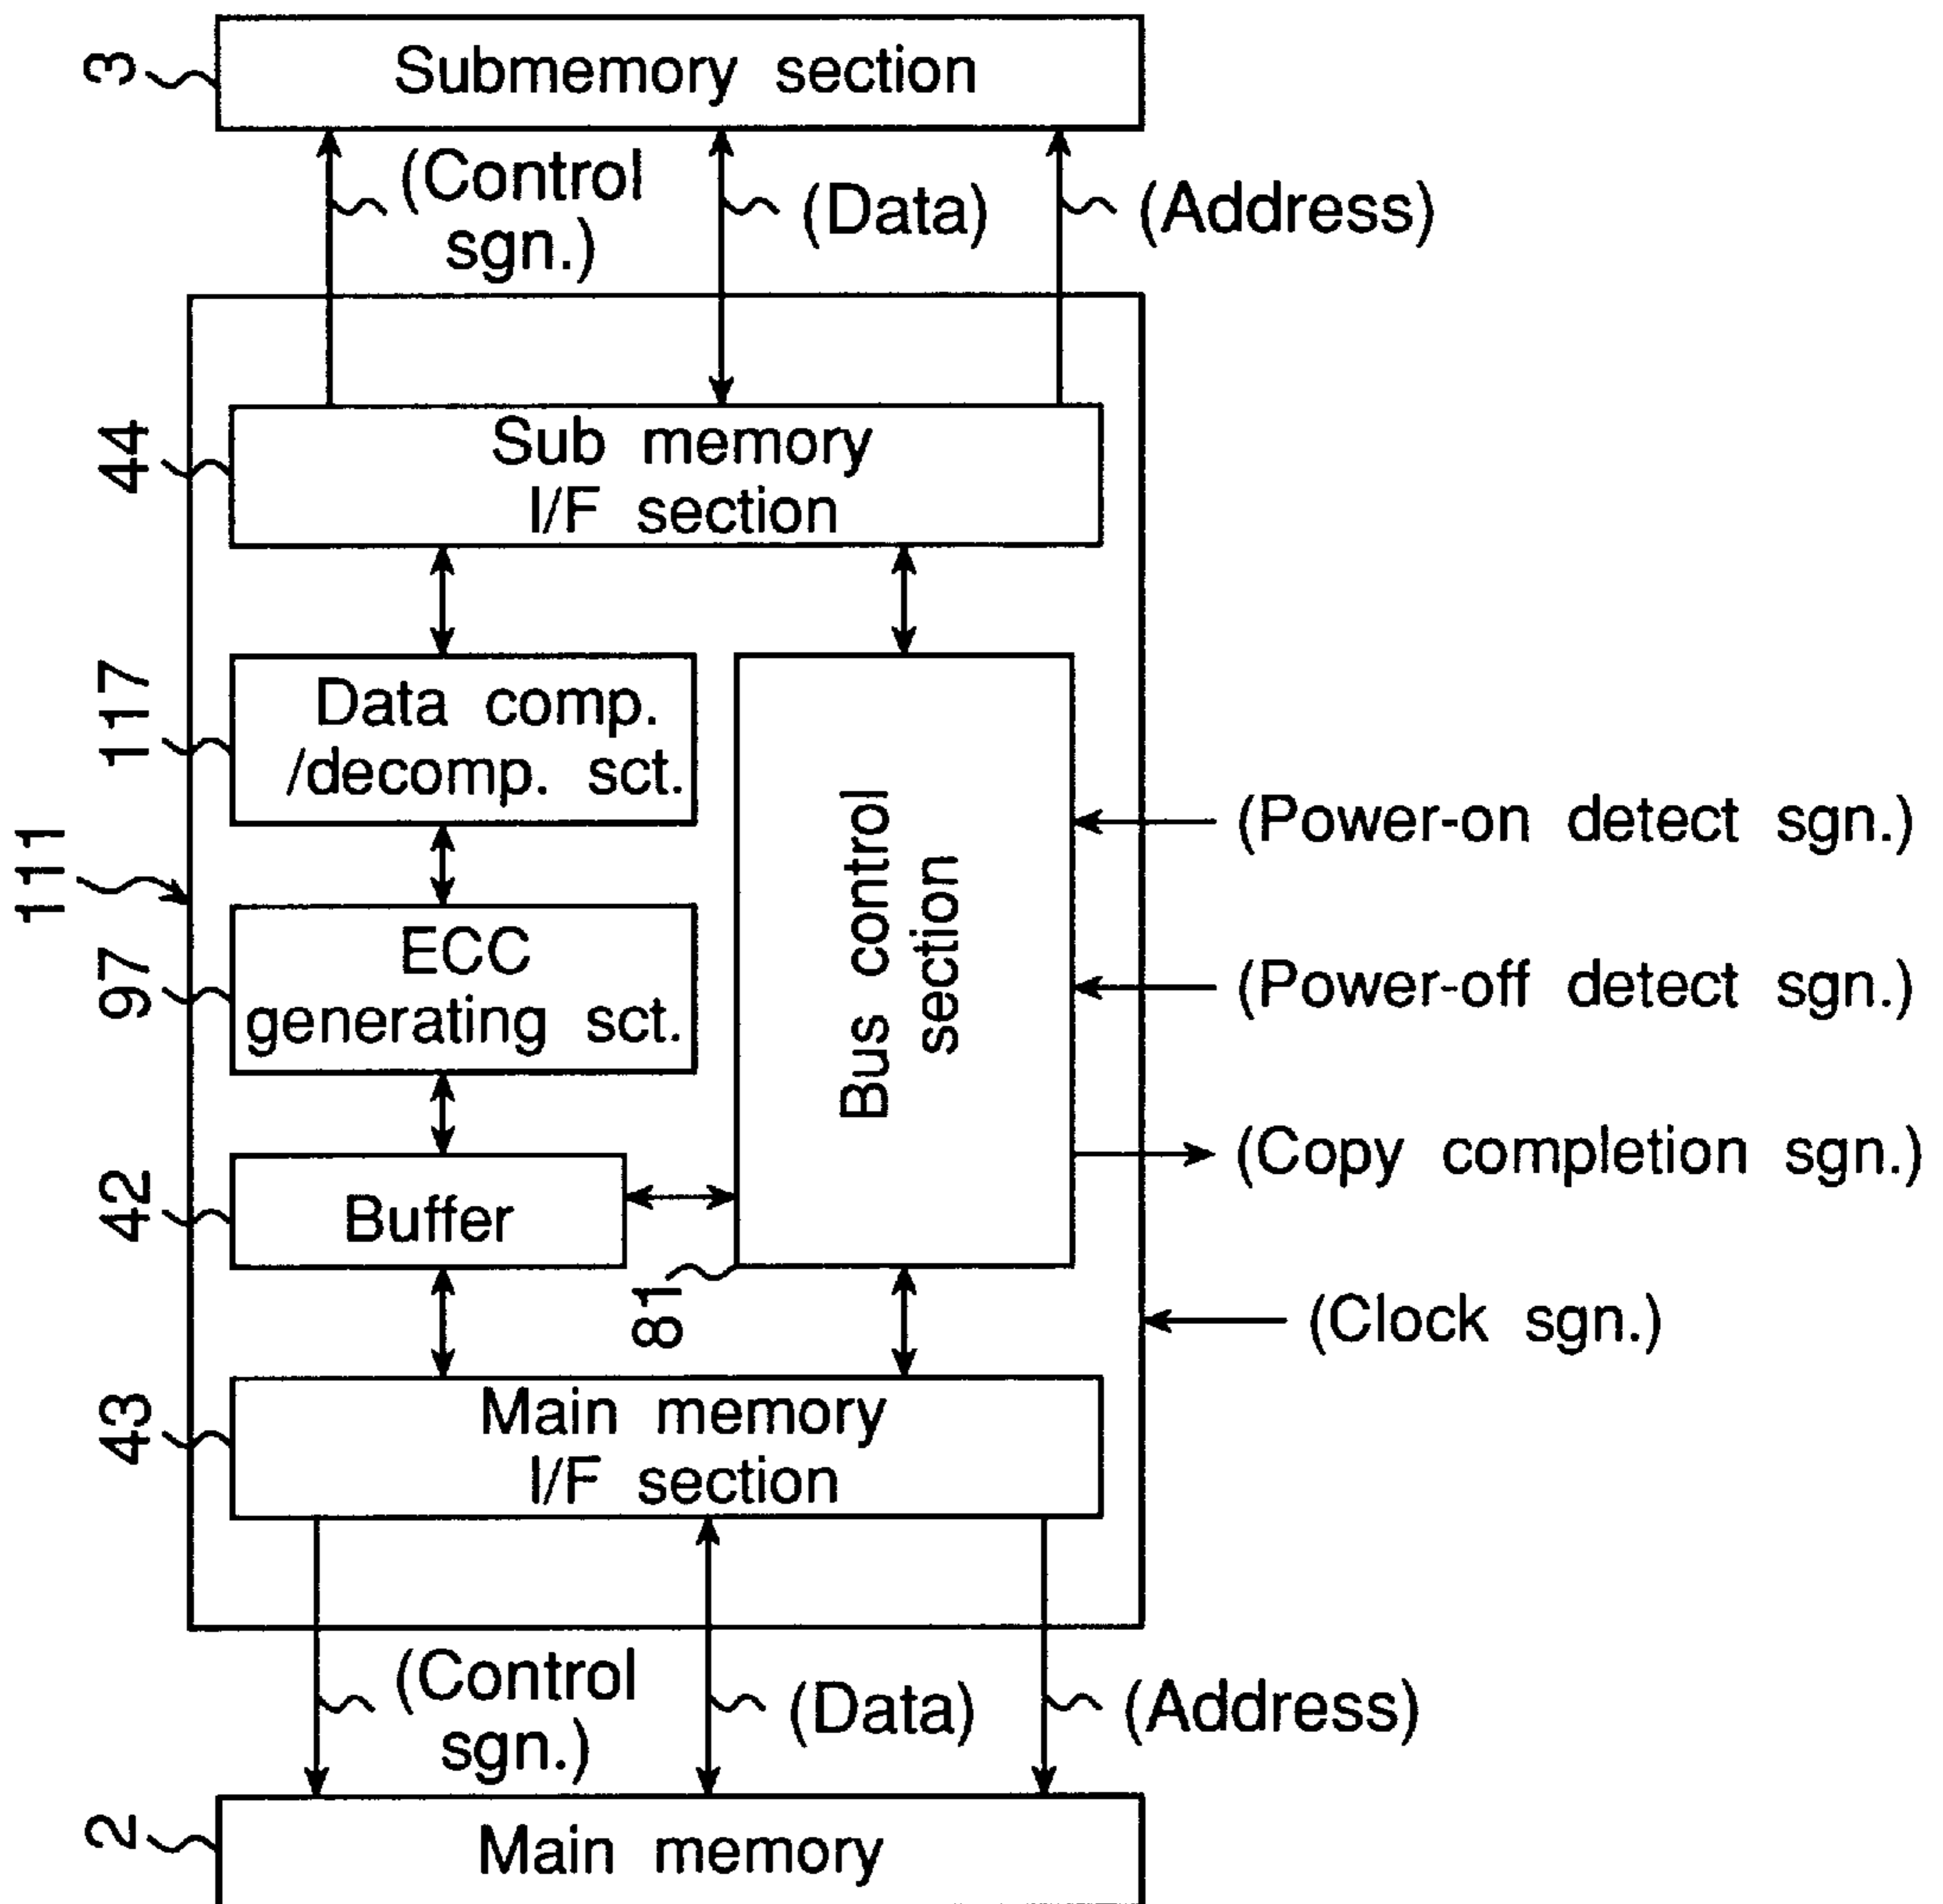 3
Submemory section
(Control
sgn.)
(Data)
(Address)
44
Sub memory
I/F section
117
Data comp.
/decomp. sct.
111
97
ECC
generating sct.
Bus control
section
(Power-on detect sgn.)
(Power-off detect sgn.)
(Copy completion sgn.)
42
Buffer
81
(Clock sgn.)
43
Main memory
I/F section
(Control
sgn.)
(Data)
(Address)
2
Main memory